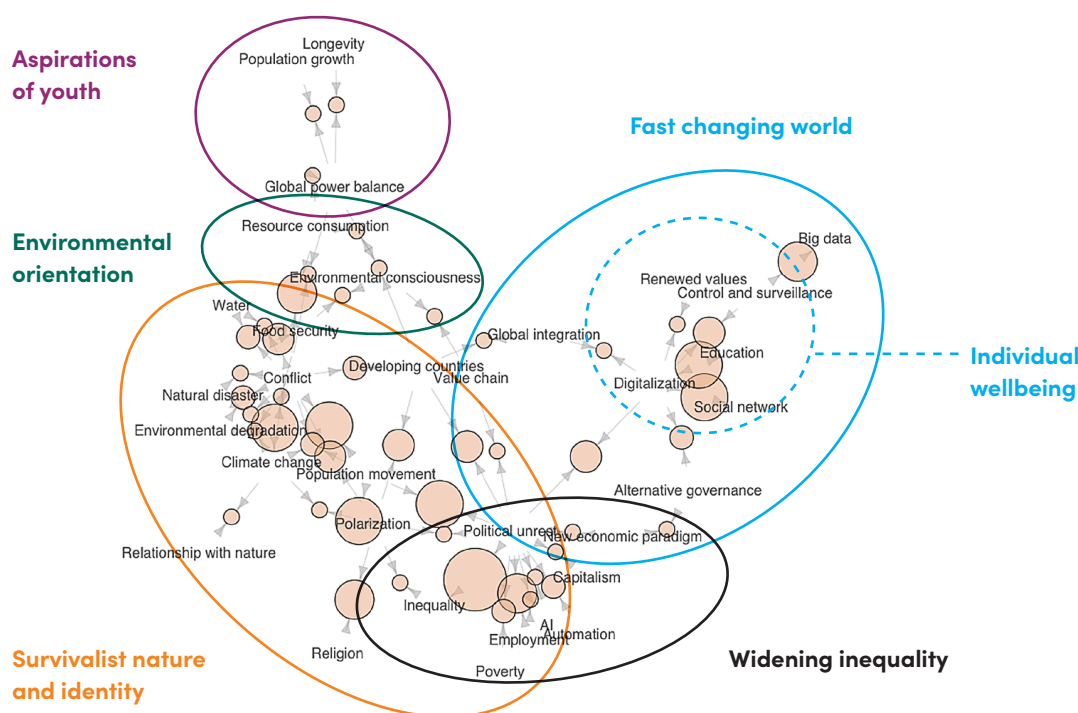 Aspirations
of youth
Longevity
Population growth
Global power balance
Fast changing world
Environmental
orientation
Resource consumption
Environmental consciousness
Big data
Renewed values
Control and surveillance
Water
Food security
Global integration
Education
Individual
wellbeing
Developing countries
Value chain
Conflict
Digitalization
Natural disaster
Social network
Environmental degradation
Climate change
Population movement
Alternative governance
Polarization
Political unrest
New economic paradigm
Relationship with nature
Capitalism
Inequality
AI
Automation
Employment
Religion
Poverty
Survivalist nature
and identity
Widening inequality